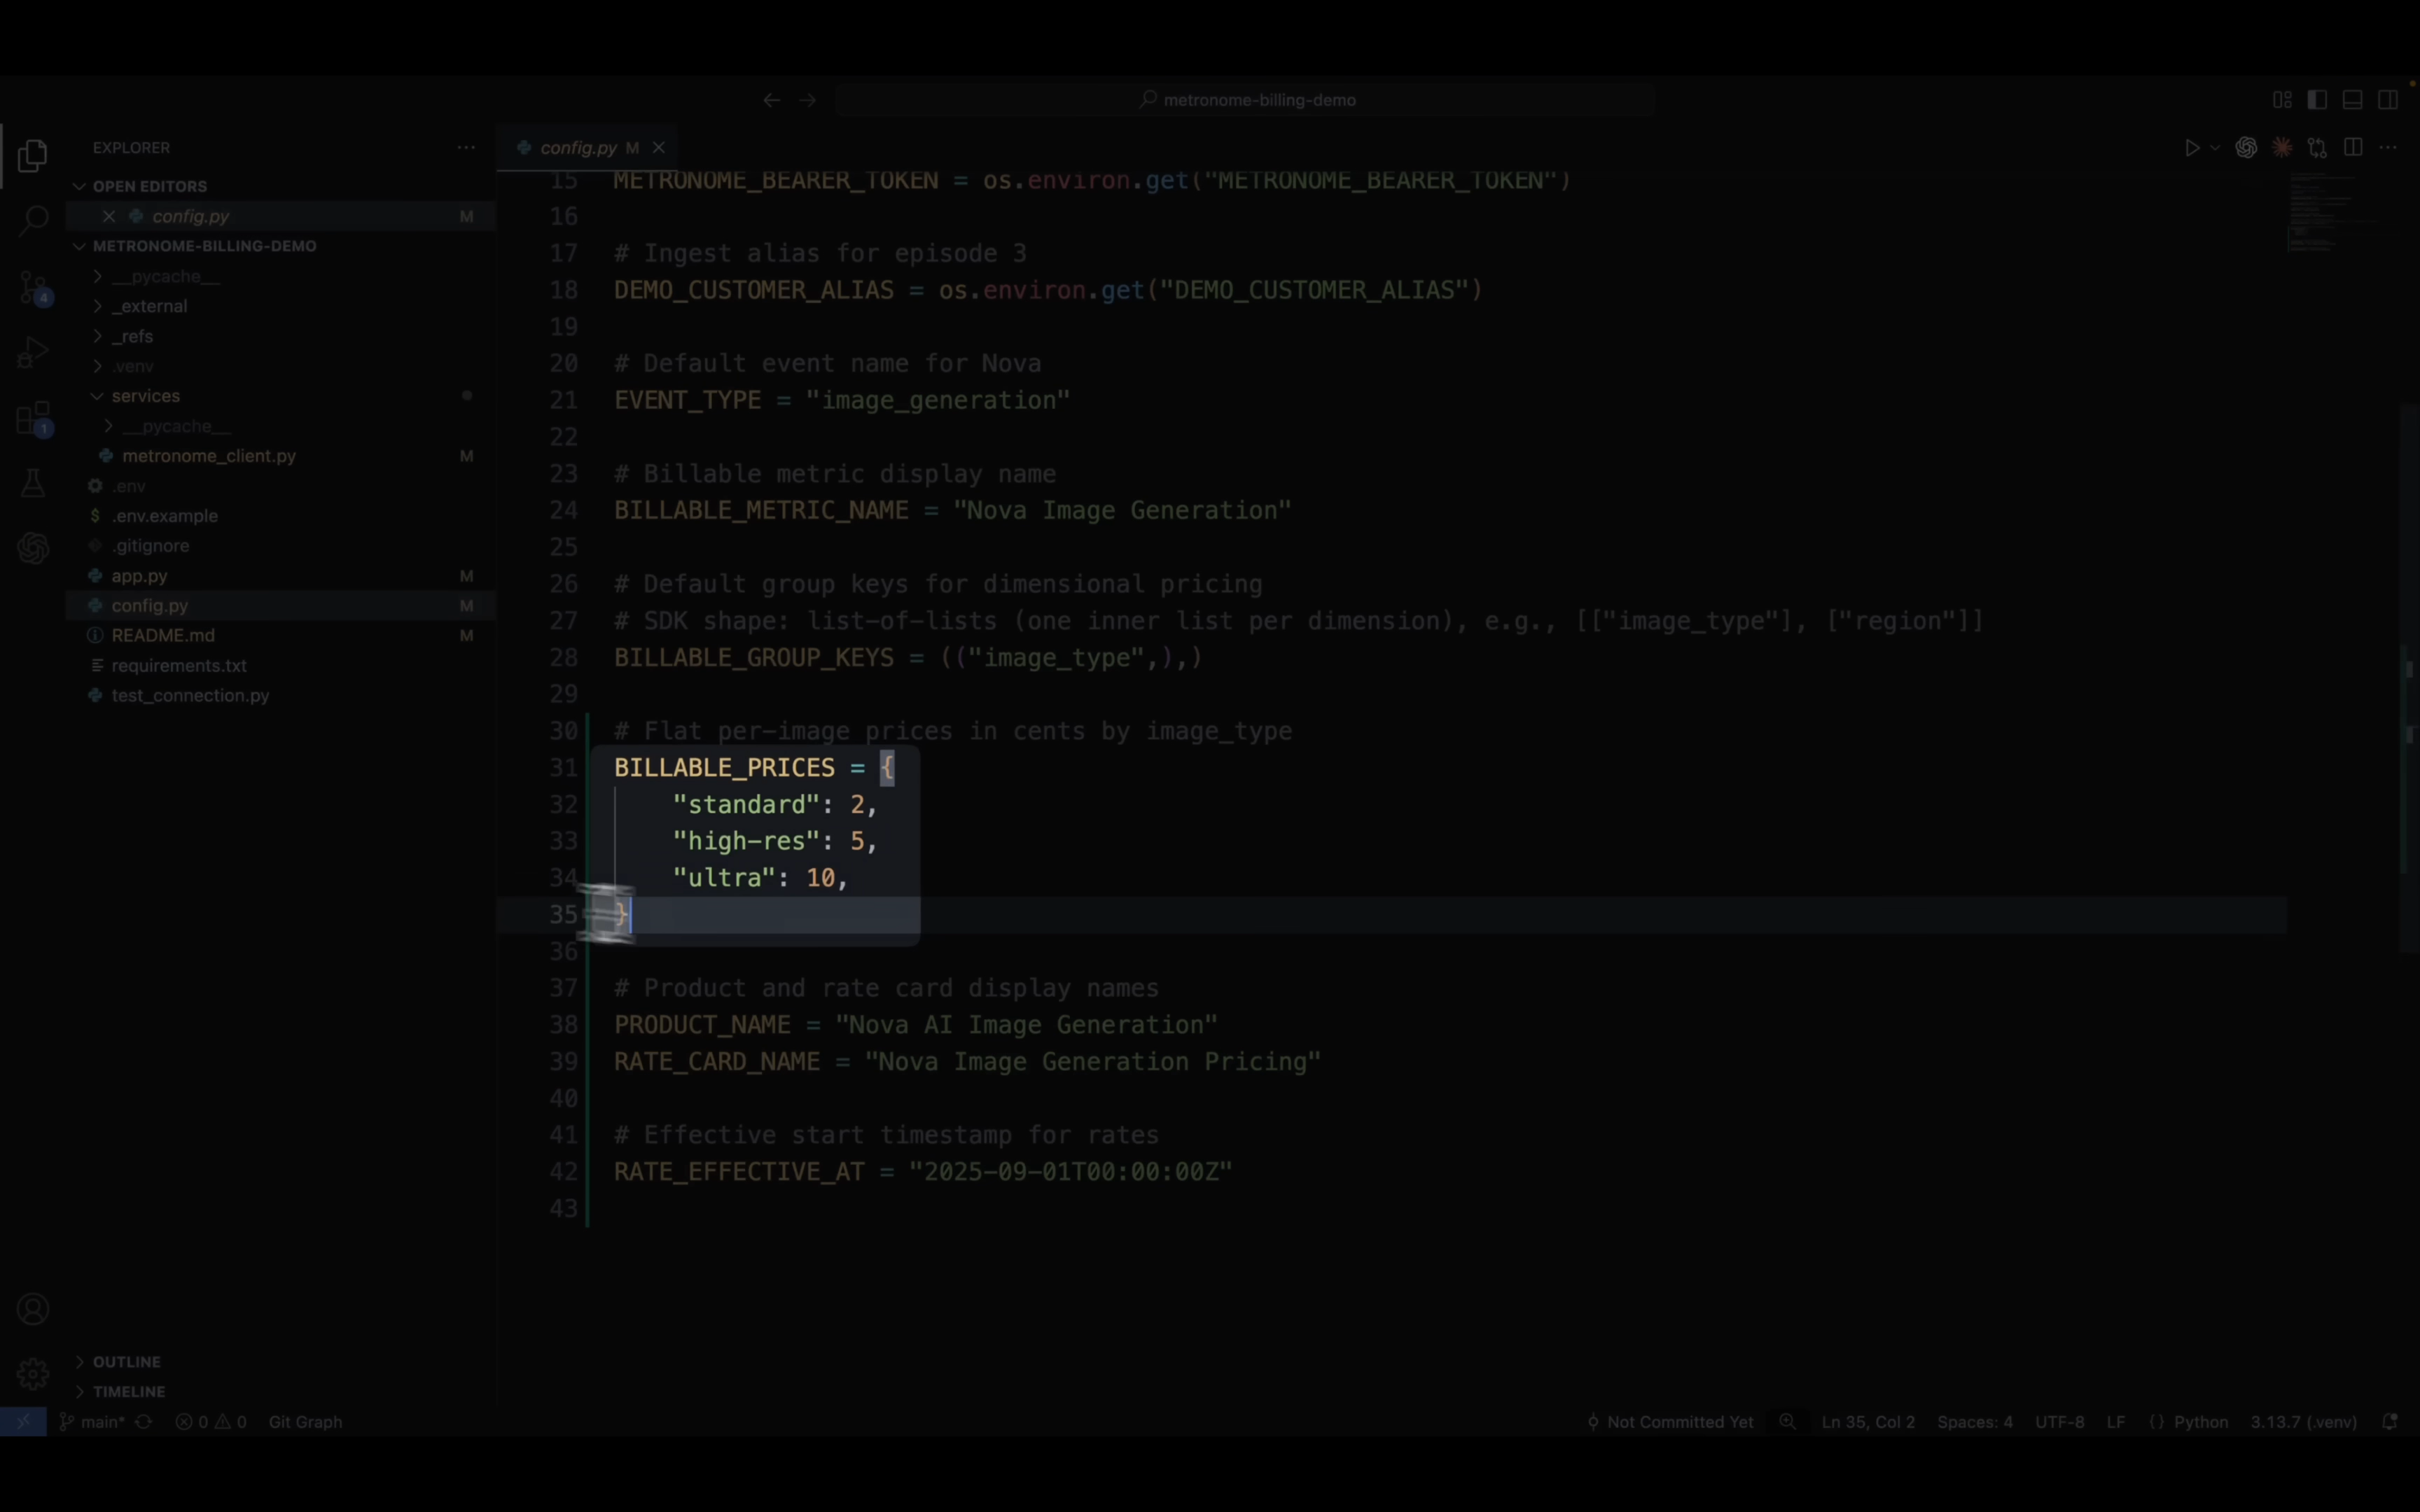 metronome-billing-demo
EXPLORER
OPEN EDITORS
config.py M
METRONOME-BILLING-DEMO
__pycache__
_external
_refs
.venv
services
__pycache__
metronome_client.py M
.env
.env.example
.gitignore
app.py M
config.py M
README.md M
requirements.txt
test_connection.py
OUTLINE
TIMELINE
4
1
config.py M
15 METRONOME_BEARER_TOKEN = os.environ.get("METRONOME_BEARER_TOKEN")
16
17 # Ingest alias for episode 3
18 DEMO_CUSTOMER_ALIAS = os.environ.get("DEMO_CUSTOMER_ALIAS")
19
20 # Default event name for Nova
21 EVENT_TYPE = "image_generation"
22
23 # Billable metric display name
24 BILLABLE_METRIC_NAME = "Nova Image Generation"
25
26 # Default group keys for dimensional pricing
27 # SDK shape: list-of-lists (one inner list per dimension), e.g., [["image_type"], ["region"]]
28 BILLABLE_GROUP_KEYS = (("image_type",),)
29
30 # Flat per-image prices in cents by image_type
31 BILLABLE_PRICES = {
32 "standard": 2,
33 "high-res": 5,
34 "ultra": 10,
35 }
36
37 # Product and rate card display names
38 PRODUCT_NAME = "Nova AI Image Generation"
39 RATE_CARD_NAME = "Nova Image Generation Pricing"
40
41 # Effective start timestamp for rates
42 RATE_EFFECTIVE_AT = "2025-09-01T00:00:00Z"
43
main* 0 0 Git Graph Not Committed Yet Ln 35, Col 2 Spaces: 4 UTF-8 LF {} Python 3.13.7 (.venv)